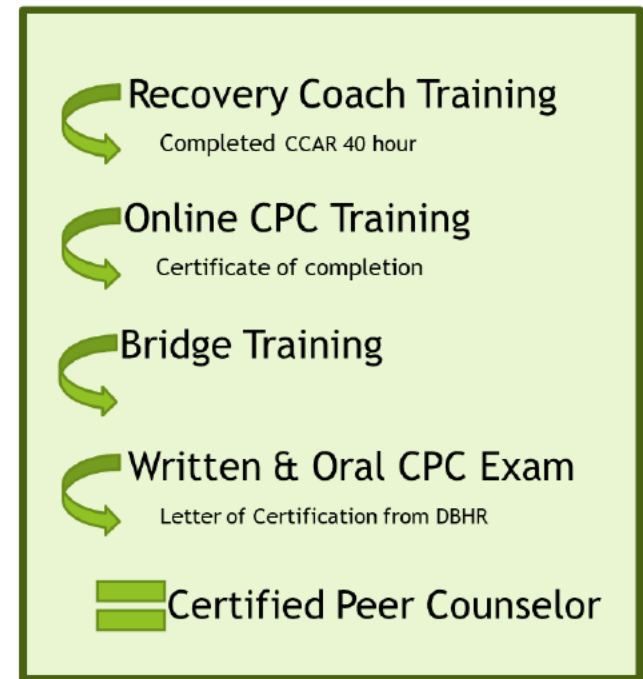 Recovery Coach Training
Completed CCAR 40 hour
Online CPC Training
Certificate of completion
Bridge Training
Written & Oral CPC Exam
Letter of Certification from DBHR
Certified Peer Counselor